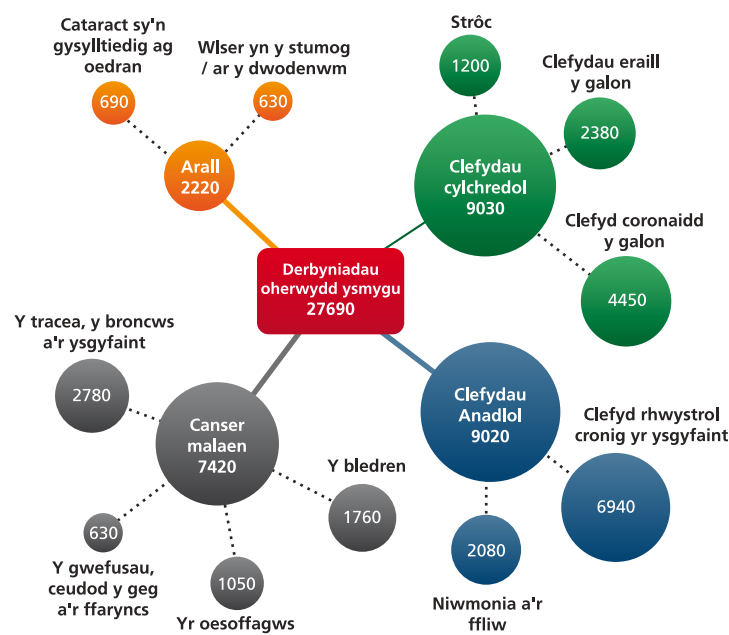 Cataract sy'n
gysylltiedig ag
oedran
690
Wlser yn y stumog
/ ar y dwodenwm
630
Arall
2220
Strôc
1200
Clefydau eraill
y galon
2380
Clefydau
cylchredol
9030
Clefyd coronaidd
y galon
4450
Derbyniadau
oherwydd ysmygu
27690
Y tracea, y broncws
a'r ysgyfaint
2780
Canser
malaen
7420
Y bledren
1760
630
Y gwefusau,
ceudod y geg
a'r ffaryncs
1050
Yr oesoffagws
Clefydau
Anadlol
9020
Clefyd rhwystrol
cronig yr ysgyfaint
6940
2080
Niwmonia a'r
ffliw